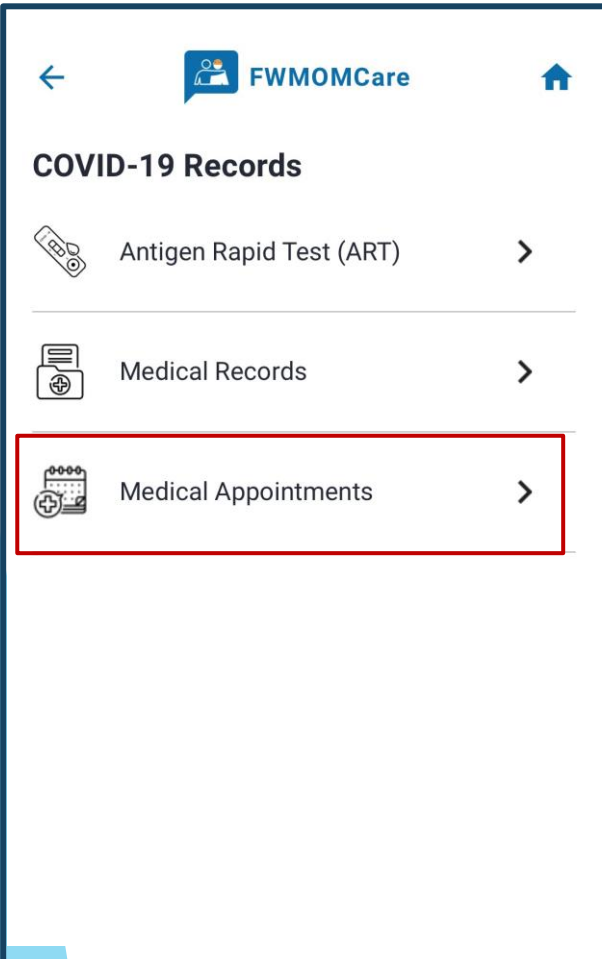 FWMOMCare
COVID-19 Records
Antigen Rapid Test (ART)
Medical Records
Medical Appointments